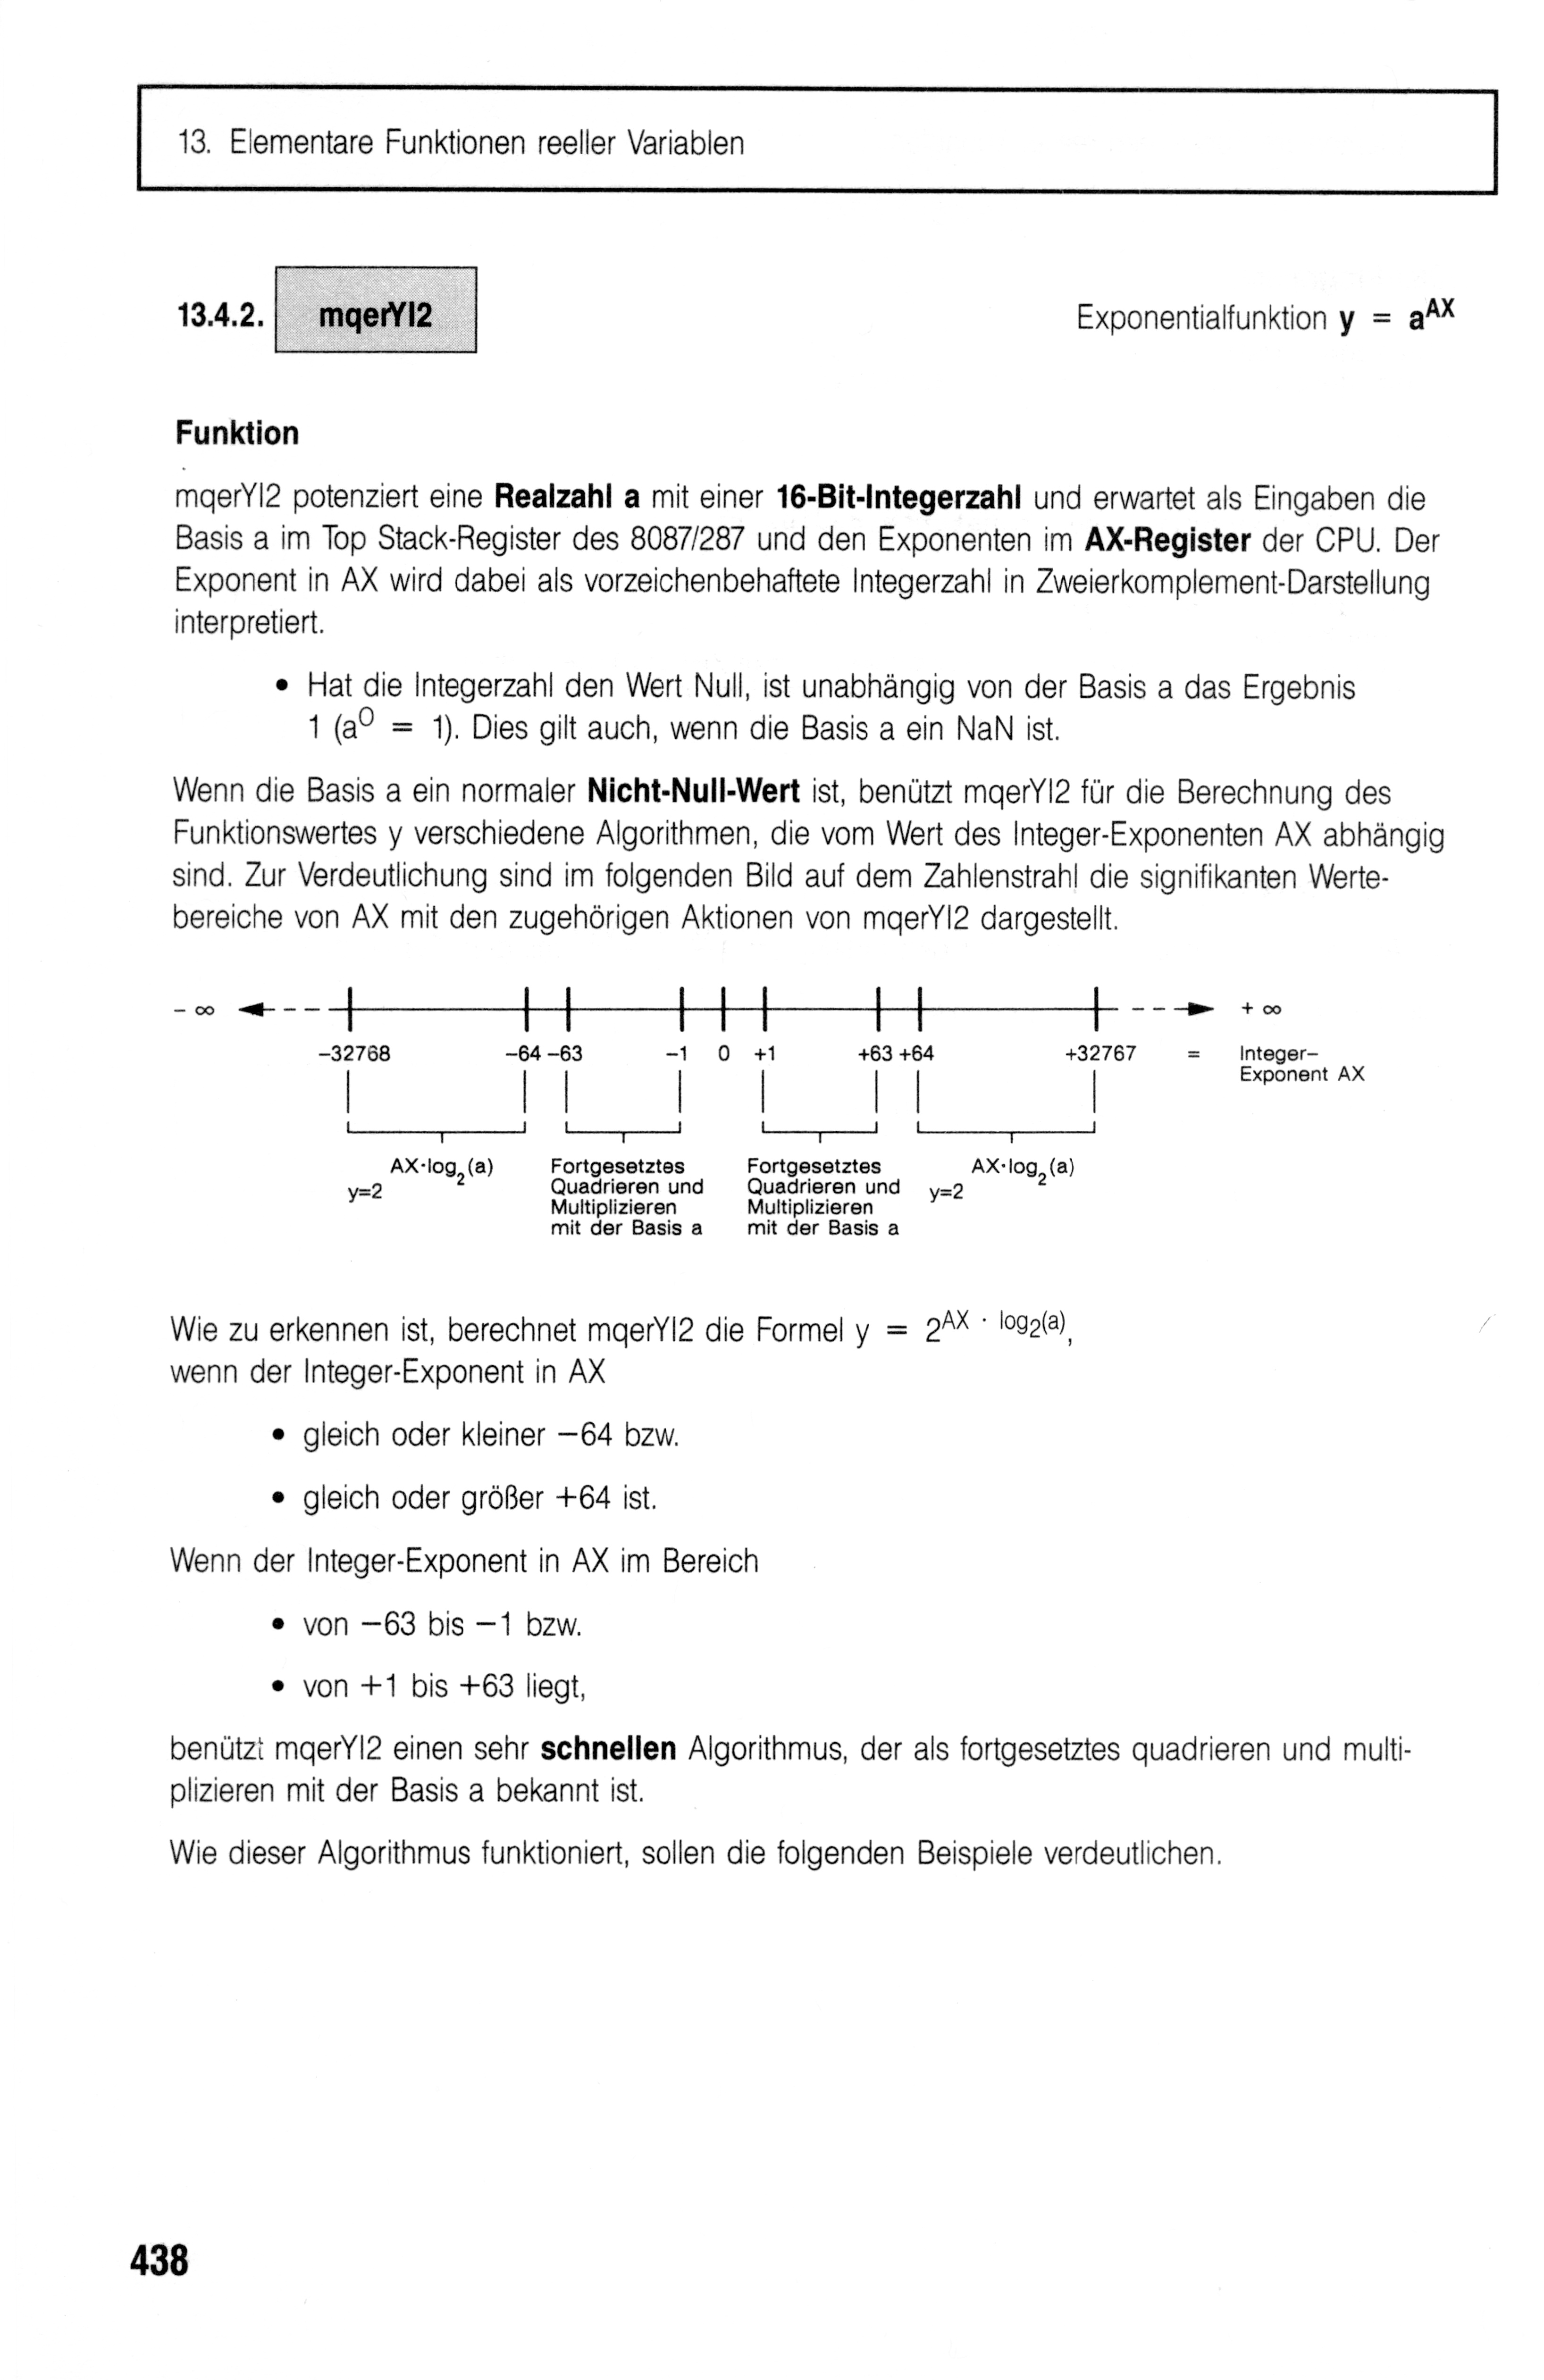 13. Elementare Funktionen reeller Variablen
13.4.2. mqerYI2 Exponentialfunktion y = a^AX
Funktion
mqerYI2 potenziert eine Realzahl a mit einer 16-Bit-Integerzahl und erwartet als Eingaben die
Basis a im Top Stack-Register des 8087/287 und den Exponenten im AX-Register der CPU. Der
Exponent in AX wird dabei als vorzeichenbehaftete Integerzahl in Zweierkomplement-Darstellung
interpretiert.
• Hat die Integerzahl den Wert Null, ist unabhängig von der Basis a das Ergebnis
1 (a^0 = 1). Dies gilt auch, wenn die Basis a ein NaN ist.
Wenn die Basis a ein normaler Nicht-Null-Wert ist, benützt mqerYI2 für die Berechnung des
Funktionswertes y verschiedene Algorithmen, die vom Wert des Integer-Exponenten AX abhängig
sind. Zur Verdeutlichung sind im folgenden Bild auf dem Zahlenstrahl die signifikanten Werte-
bereiche von AX mit den zugehörigen Aktionen von mqerYI2 dargestellt.
- ∞ + ∞
-32768 -64 -63 -1 0 +1 +63 +64 +32767 = Integer-
Exponent AX
y=2^AX·log₂(a)
Fortgesetztes
Quadrieren und
Multiplizieren
mit der Basis a
Fortgesetztes
Quadrieren und
Multiplizieren
mit der Basis a
y=2^AX·log₂(a)
Wie zu erkennen ist, berechnet mqerYI2 die Formel y = 2^AX · log₂(a),
wenn der Integer-Exponent in AX
• gleich oder kleiner −64 bzw.
• gleich oder größer +64 ist.
Wenn der Integer-Exponent in AX im Bereich
• von −63 bis −1 bzw.
• von +1 bis +63 liegt,
benützt mqerYI2 einen sehr schnellen Algorithmus, der als fortgesetztes quadrieren und multi-
plizieren mit der Basis a bekannt ist.
Wie dieser Algorithmus funktioniert, sollen die folgenden Beispiele verdeutlichen.
438